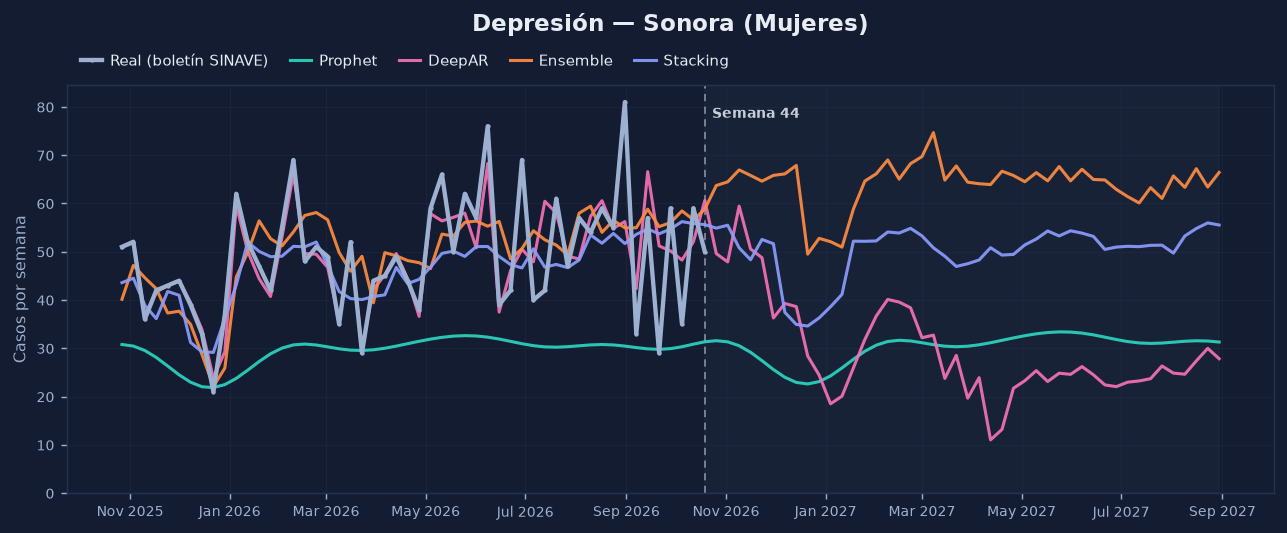 Depresión — Sonora (Mujeres)
Real (boletín SINAVE) Prophet DeepAR Ensemble Stacking
Semana 44
Casos por semana
80
70
60
50
40
30
20
10
0
Nov 2025 Jan 2026 Mar 2026 May 2026 Jul 2026 Sep 2026 Nov 2026 Jan 2027 Mar 2027 May 2027 Jul 2027 Sep 2027